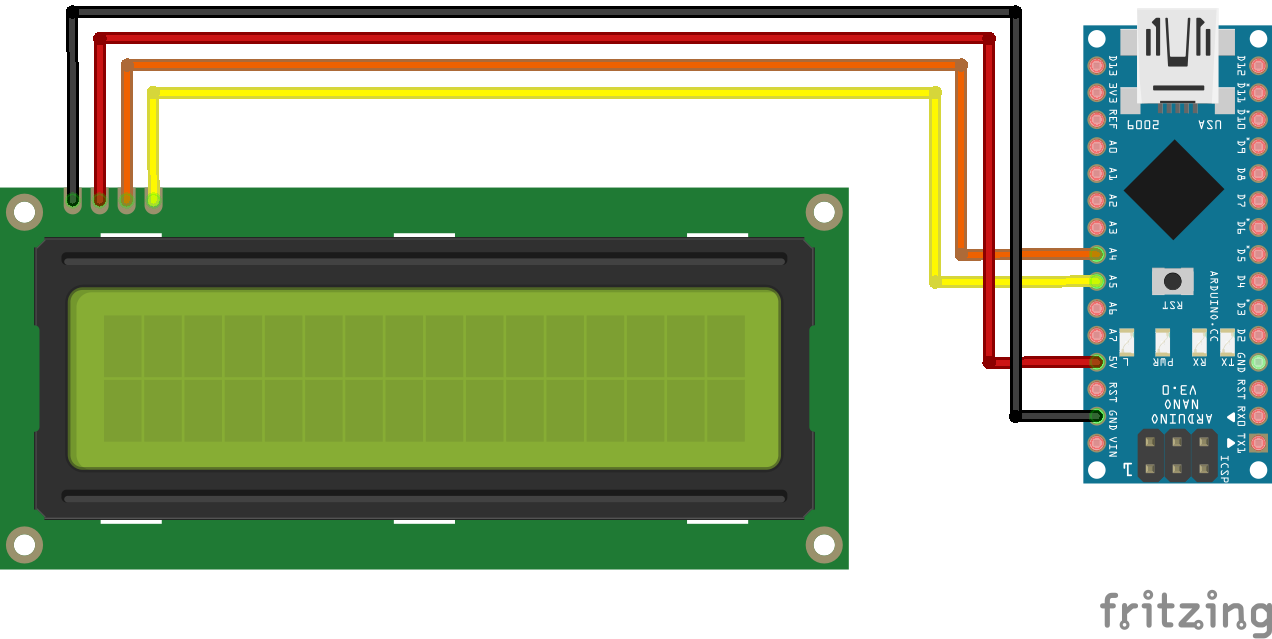 D13
3V3
REF
A0
A1
A2
A3
A4
A5
A6
A7
5V
RST
GND
VIN
D12
D11
D10
D9
D8
D7
D6
D5
D4
D3
D2
GND
RST
RX0
TX1
2009
USA
RST
ARDUINO.CC
L
PWR
RX
TX
V3.0
NANO
ARDUINO
1
ICSP
fritzing